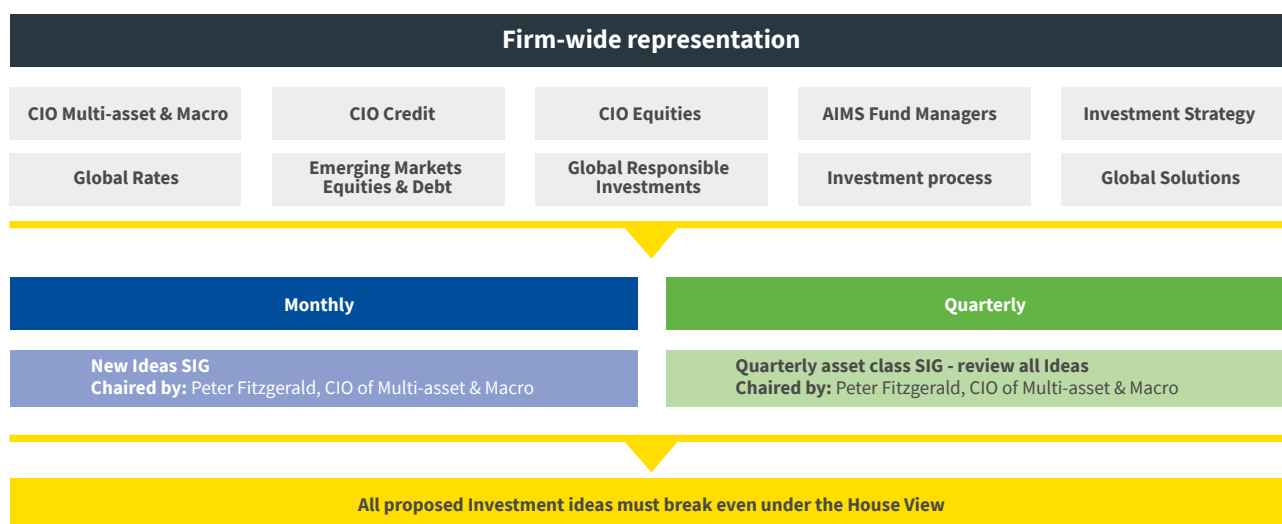 Firm-wide representation
CIO Multi-asset & Macro
CIO Credit
CIO Equities
AIMS Fund Managers
Investment Strategy
Global Rates
Emerging Markets
Equities & Debt
Global Responsible
Investments
Investment process
Global Solutions
Monthly
Quarterly
New Ideas SIG
Chaired by: Peter Fitzgerald, CIO of Multi-asset & Macro
Quarterly asset class SIG - review all Ideas
Chaired by: Peter Fitzgerald, CIO of Multi-asset & Macro
All proposed Investment ideas must break even under the House View